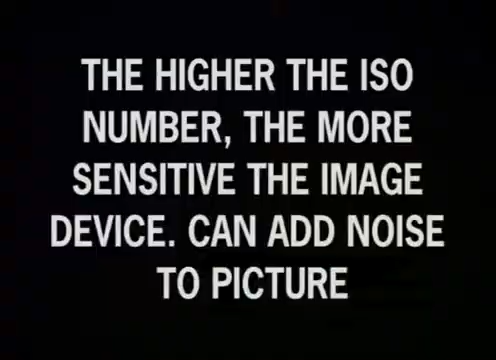 THE HIGHER THE ISO
NUMBER, THE MORE
SENSITIVE THE IMAGE
DEVICE. CAN ADD NOISE
TO PICTURE